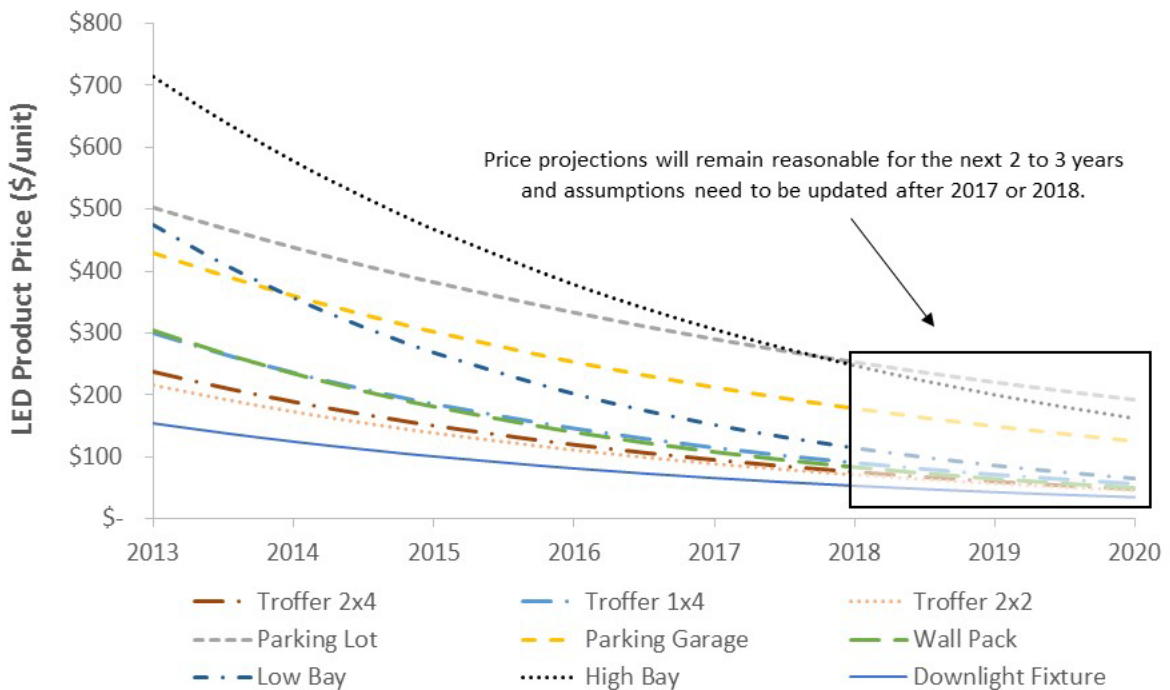 LED Product Price ($/unit)
$800
$700
$600
$500
$400
$300
$200
$100
$-
Price projections will remain reasonable for the next 2 to 3 years
and assumptions need to be updated after 2017 or 2018.
2013 2014 2015 2016 2017 2018 2019 2020
Troffer 2x4 Troffer 1x4 Troffer 2x2
Parking Lot Parking Garage Wall Pack
Low Bay High Bay Downlight Fixture